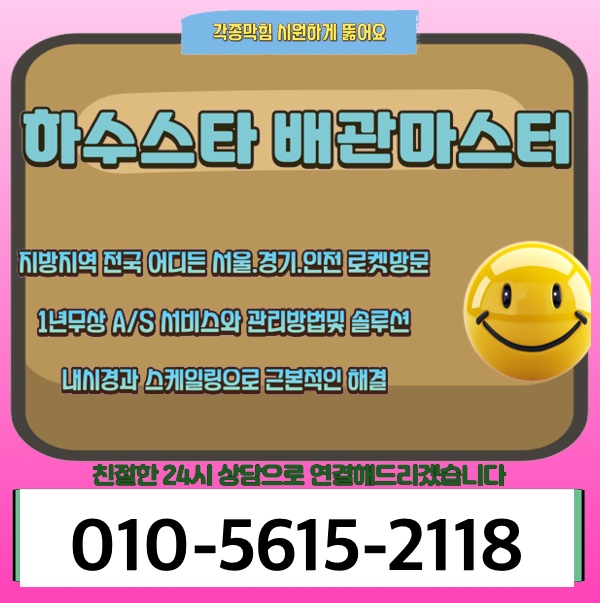 각종막힘 시원하게 뚫어요
하수스타 배관마스터
지방지역 전국 어디든 서울.경기.인천 로켓방문
1년무상 A/S 서비스와 관리방법및 솔루션
내시경과 스케일링으로 근본적인 해결
친절한 24시 상담으로 연결해드리겠습니다
010-5615-2118